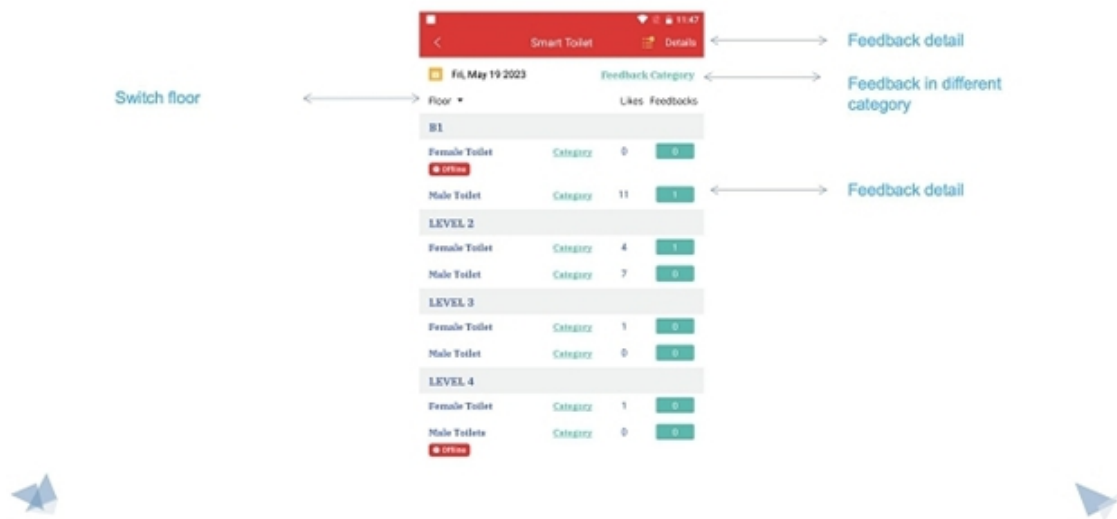 11:47
Smart Toilet
Details
Feedback detail
Fri, May 19 2023
Feedback Category
Feedback in different
category
Switch floor
Floor
Likes Feedbacks
B1
Female Toilet Category 0 0
Offline
Male Toilet Category 11 1
Feedback detail
LEVEL 2
Female Toilet Category 4 1
Male Toilet Category 7 0
LEVEL 3
Female Toilet Category 1 0
Male Toilet Category 0 0
LEVEL 4
Female Toilet Category 1 0
Male Toilets Category 0 0
Offline